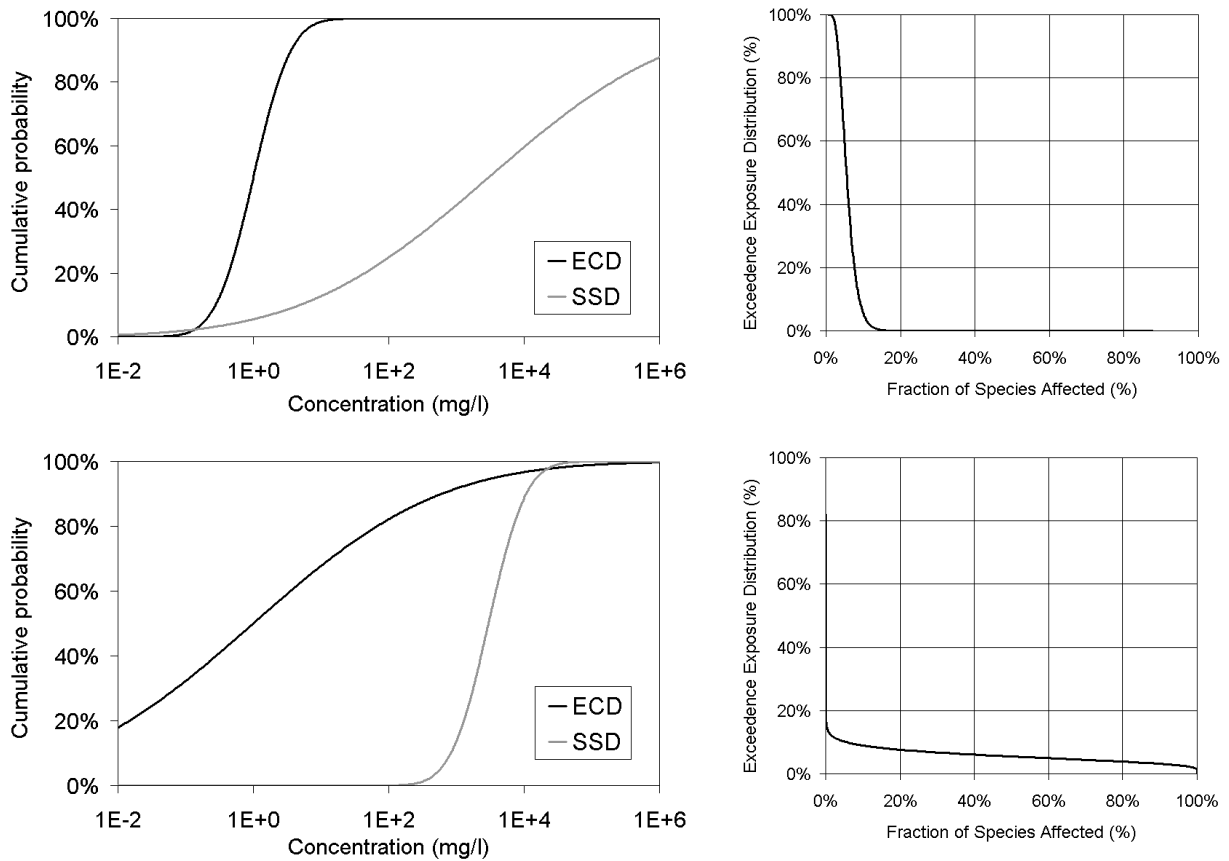 Cumulative probability
100%
80%
60%
40%
20%
0%
ECD
SSD
1E-2 1E+0 1E+2 1E+4 1E+6
Concentration (mg/l)
Exceedence Exposure Distribution (%)
100%
80%
60%
40%
20%
0%
0% 20% 40% 60% 80% 100%
Fraction of Species Affected (%)
Cumulative probability
100%
80%
60%
40%
20%
0%
ECD
SSD
1E-2 1E+0 1E+2 1E+4 1E+6
Concentration (mg/l)
Exceedence Exposure Distribution (%)
100%
80%
60%
40%
20%
0%
0% 20% 40% 60% 80% 100%
Fraction of Species Affected (%)